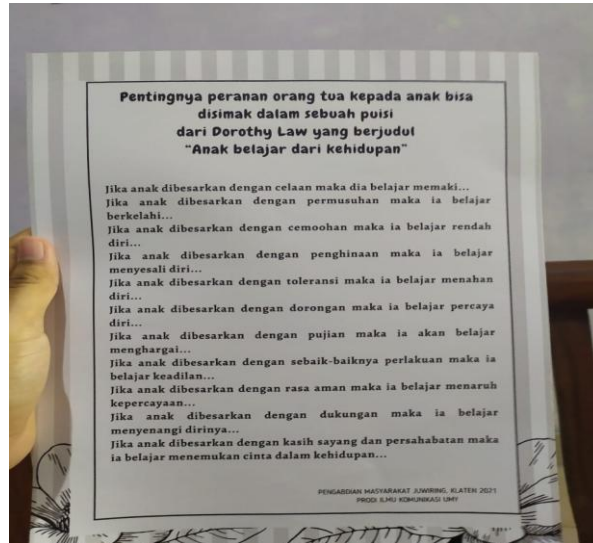 Pentingnya peranan orang tua kepada anak bisa
disimak dalam sebuah puisi
dari Dorothy Law yang berjudul
"Anak belajar dari kehidupan"
Jika anak dibesarkan dengan celaan maka dia belajar memaki...
Jika anak dibesarkan dengan permusuhan maka ia belajar
berkelahi...
Jika anak dibesarkan dengan cemoohan maka ia belajar rendah
diri...
Jika anak dibesarkan dengan penghinaan maka ia belajar
menyesali diri...
Jika anak dibesarkan dengan toleransi maka ia belajar menahan
diri...
Jika anak dibesarkan dengan dorongan maka ia belajar percaya
diri...
Jika anak dibesarkan dengan pujian maka ia akan belajar
menghargai...
Jika anak dibesarkan dengan sebaik-baiknya perlakuan maka ia
belajar keadilan...
Jika anak dibesarkan dengan rasa aman maka ia belajar menaruh
kepercayaan...
Jika anak dibesarkan dengan dukungan maka ia belajar
menyenangi dirinya...
Jika anak dibesarkan dengan kasih sayang dan persahabatan maka
ia belajar menemukan cinta dalam kehidupan...
PENGABDIAN MASYARAKAT JUWIRING, KLATEN 2021
PRODI ILMU KOMUNIKASI UMY